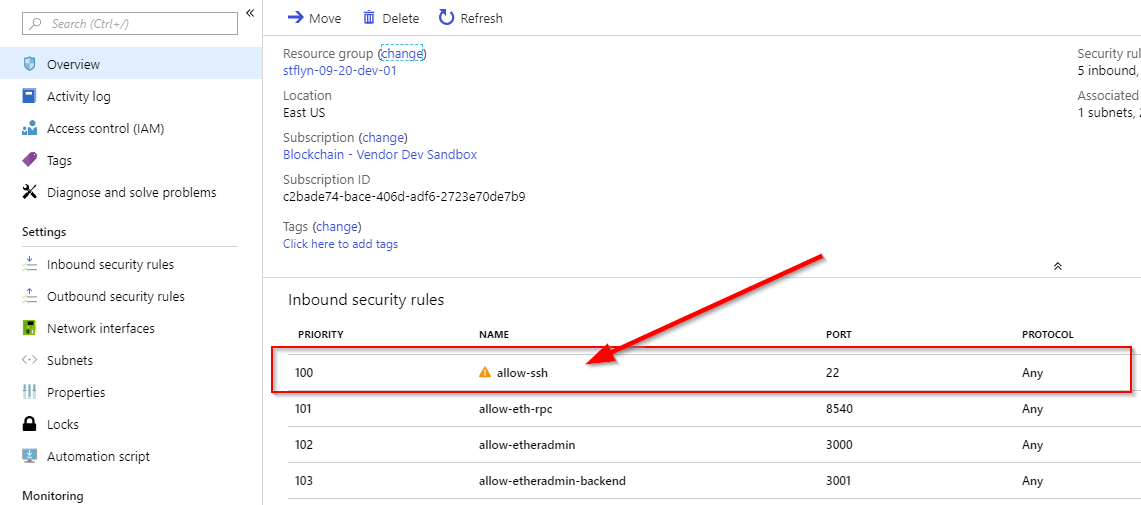 Search (Ctrl+/)
«
Overview
Activity log
Access control (IAM)
Tags
Diagnose and solve problems
Settings
Inbound security rules
Outbound security rules
Network interfaces
Subnets
Properties
Locks
Automation script
Monitoring
Move Delete Refresh
Resource group (change)
stflyn-09-20-dev-01
Location
East US
Subscription (change)
Blockchain - Vendor Dev Sandbox
Subscription ID
c2bade74-bace-406d-adf6-2723e70de7b9
Tags (change)
Click here to add tags
Security rul
5 inbound,
Associated
1 subnets, 2
Inbound security rules
PRIORITY NAME PORT PROTOCOL
100 allow-ssh 22 Any
101 allow-eth-rpc 8540 Any
102 allow-etheradmin 3000 Any
103 allow-etheradmin-backend 3001 Any